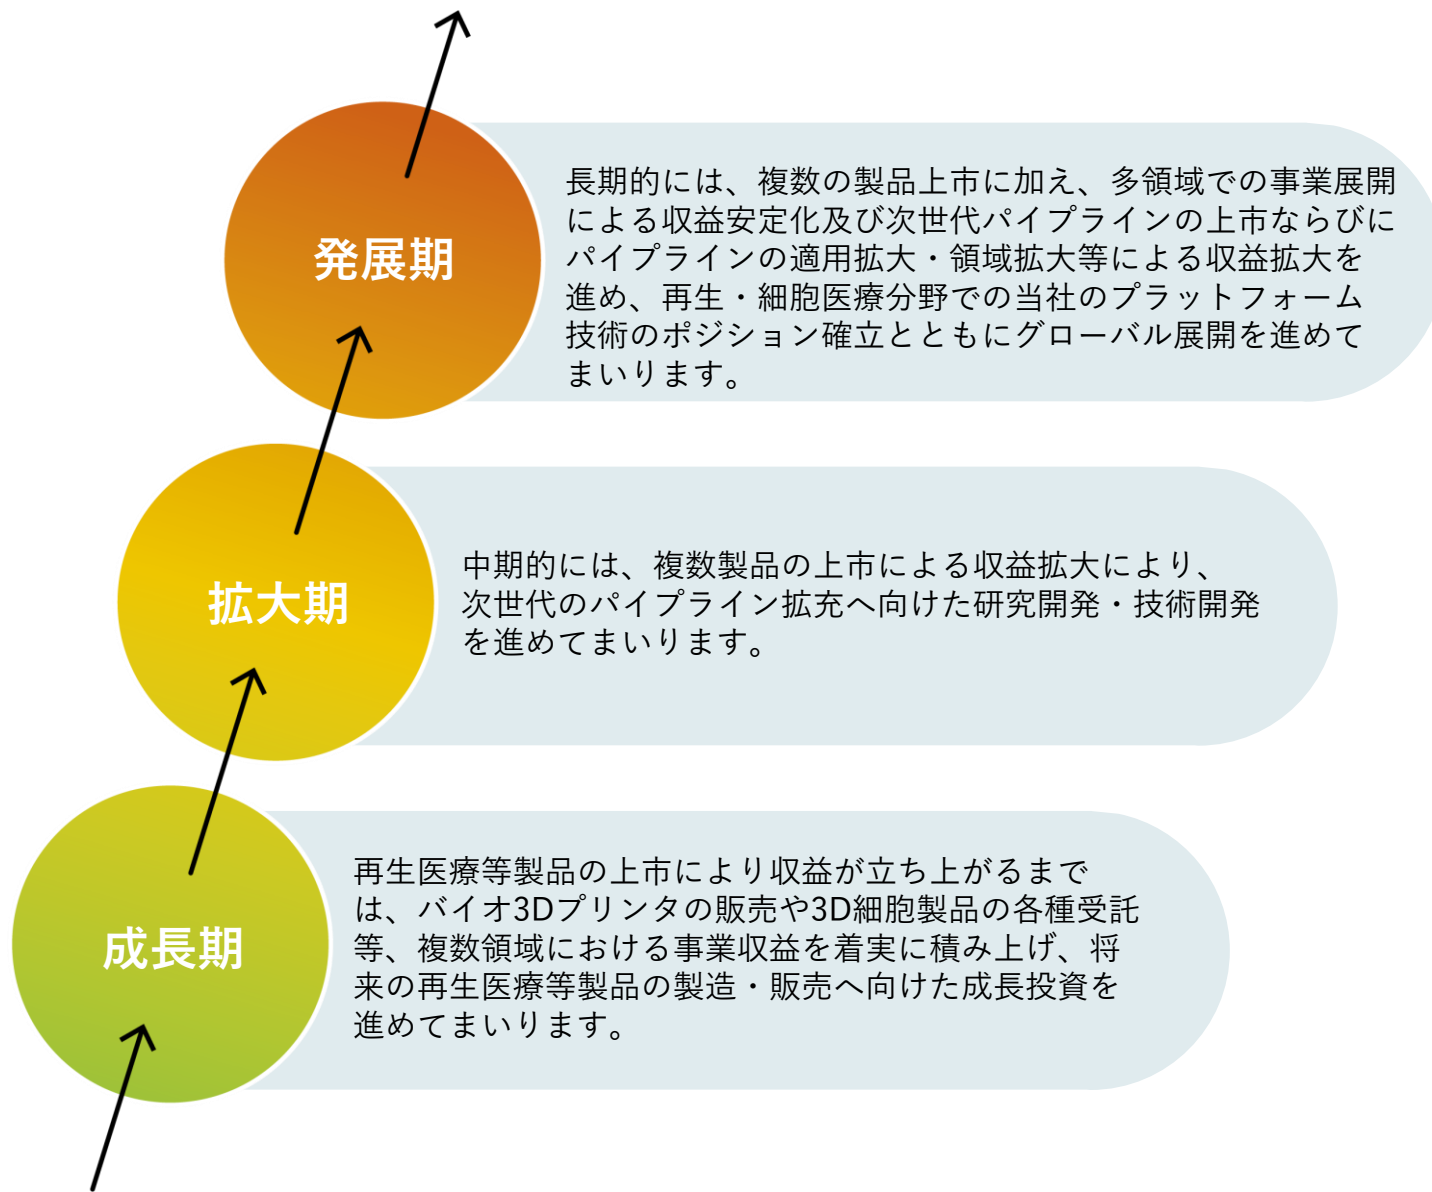 発展期
長期的には、複数の製品上市に加え、多領域での事業展開
による収益安定化及び次世代パイプラインの上市ならびに
パイプラインの適用拡大・領域拡大等による収益拡大を
進め、再生・細胞医療分野での当社のプラットフォーム
技術のポジション確立とともにグローバル展開を進めて
まいります。
拡大期
中期的には、複数製品の上市による収益拡大により、
次世代のパイプライン拡充へ向けた研究開発・技術開発
を進めてまいります。
成長期
再生医療等製品の上市により収益が立ち上がるまで
は、バイオ3Dプリンタの販売や3D細胞製品の各種受託
等、複数領域における事業収益を着実に積み上げ、将
来の再生医療等製品の製造・販売へ向けた成長投資を
進めてまいります。